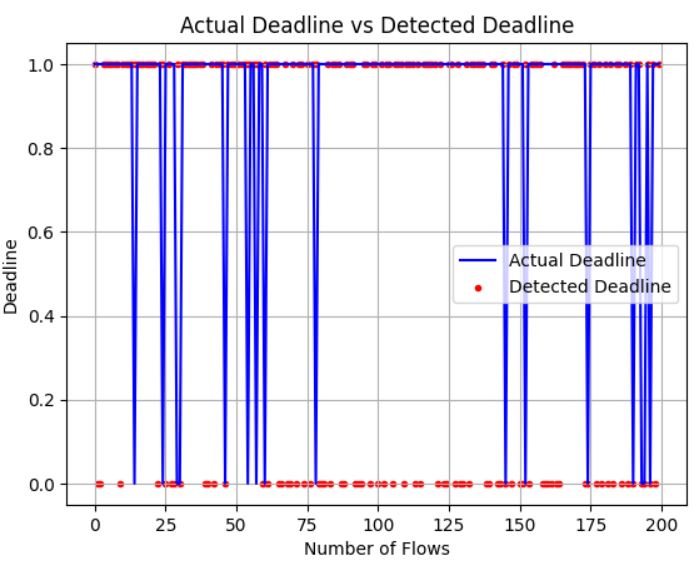 Actual Deadline vs Detected Deadline
1.0
0.8
0.6
0.4
0.2
0.0
Deadline
Actual Deadline
Detected Deadline
0 25 50 75 100 125 150 175 200
Number of Flows